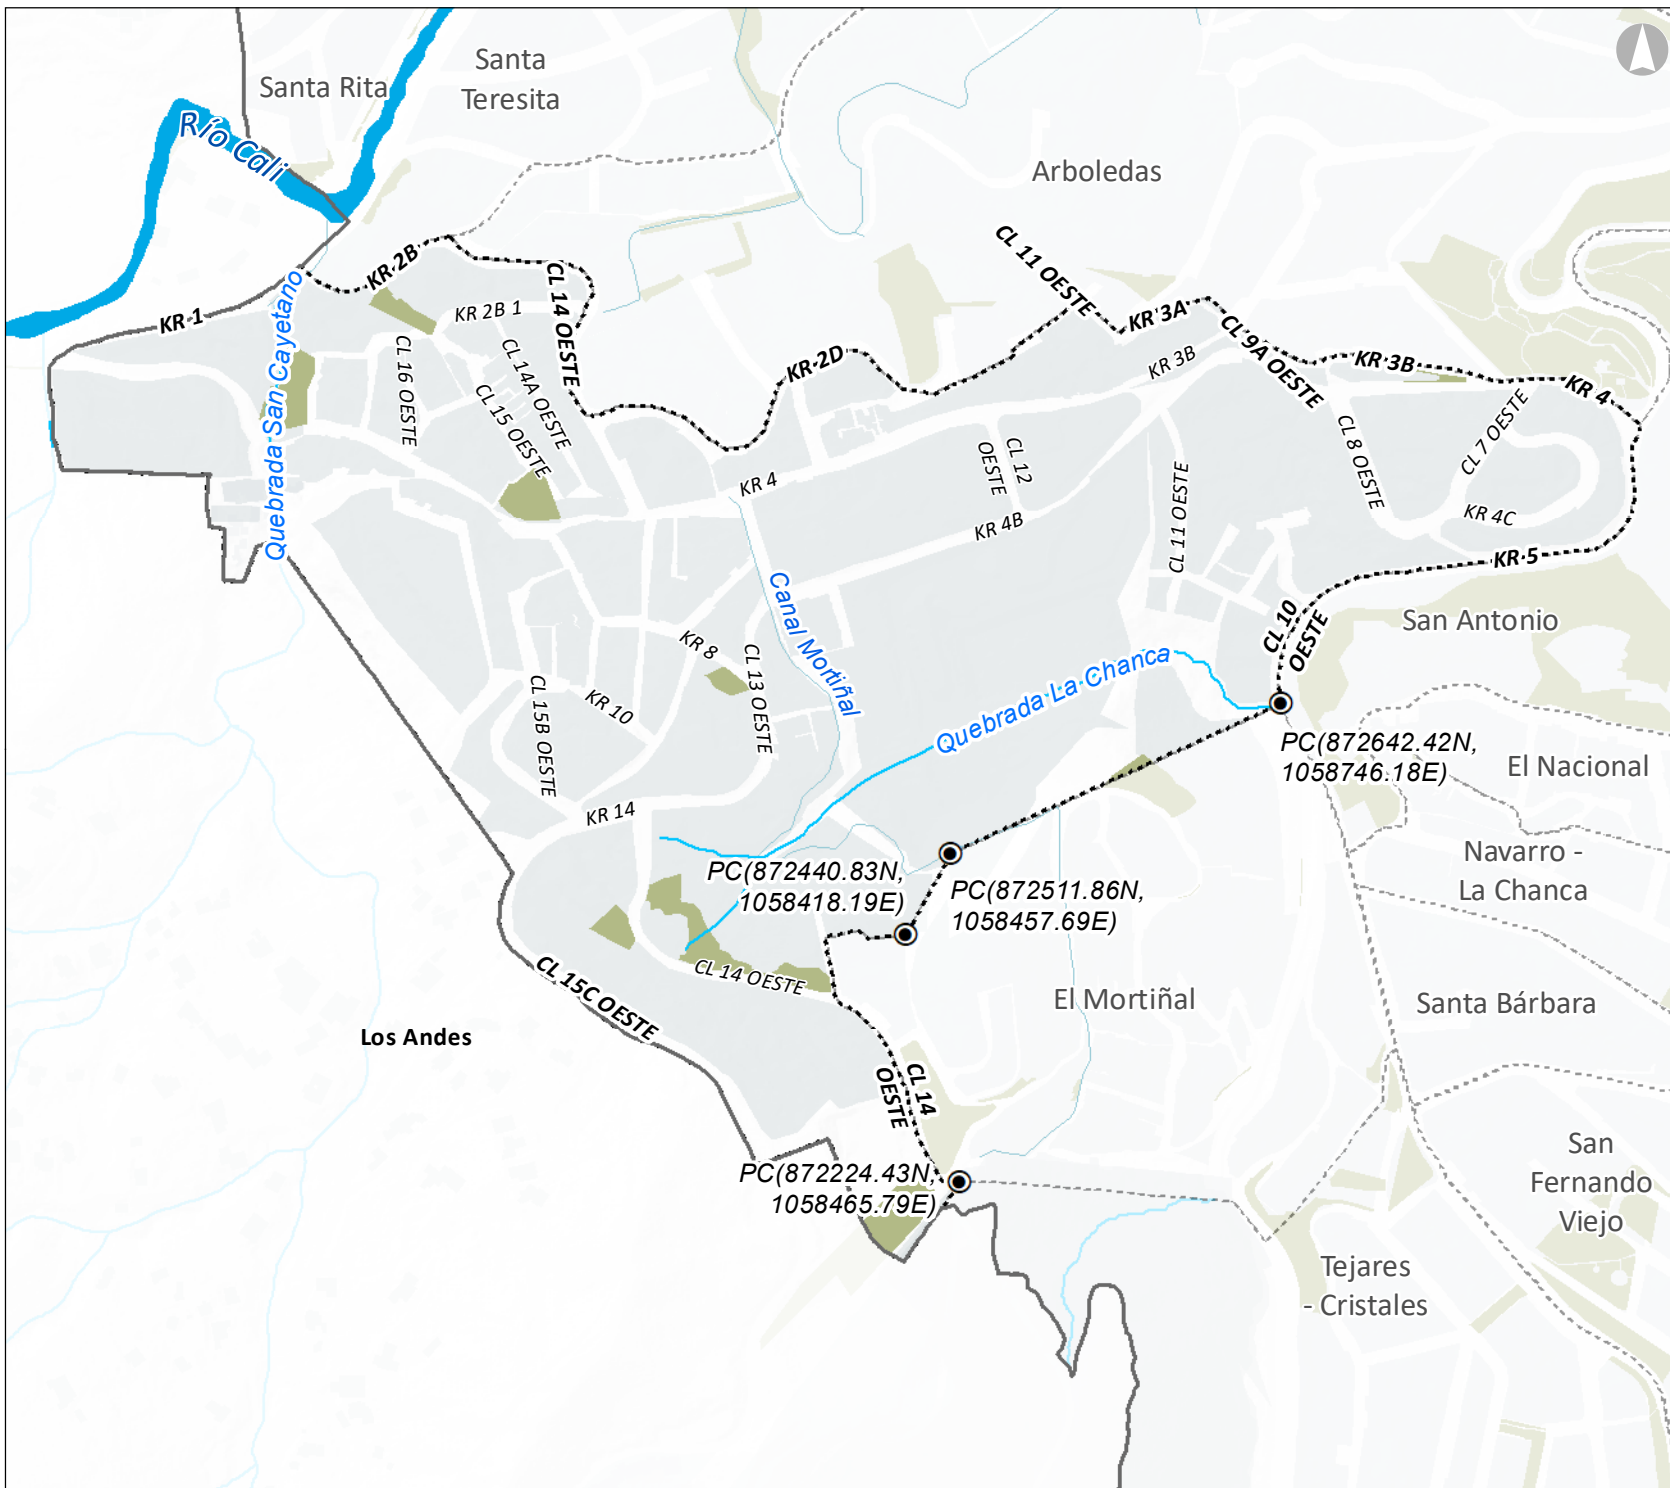 Santa Rita
Santa
Teresita
Río Cali
Arboledas
CL 11 OESTE
KR 2B
KR 1
KR 2B 1
CL 14 OESTE
KR 3A
CL 9A OESTE
KR 3B
KR 3B
KR 4
KR 2D
CL 16 OESTE
CL 14A OESTE
CL 15 OESTE
Quebrada San Cayetano
CL 8 OESTE
CL 7 OESTE
KR 4
CL 12
OESTE
KR 4B
CL 11 OESTE
KR 4C
KR 5
Canal Mortiñal
CL 10
OESTE
San Antonio
KR 8
CL 13 OESTE
Quebrada La Chanca
CL 15B OESTE
KR 10
PC(872642.42N,
1058746.18E)
El Nacional
KR 14
PC(872440.83N,
1058418.19E)
PC(872511.86N,
1058457.69E)
Navarro -
La Chanca
CL 14 OESTE
CL 15C OESTE
El Mortiñal
Santa Bárbara
Los Andes
CL 14
OESTE
PC(872224.43N,
1058465.79E)
San
Fernando
Viejo
Tejares
- Cristales